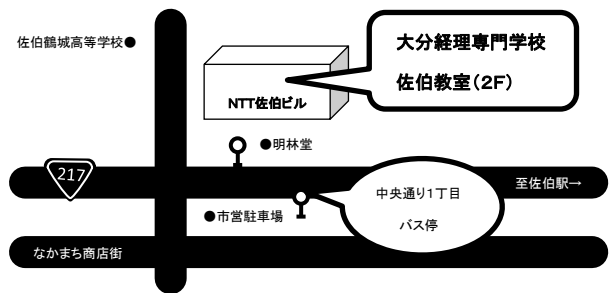 佐伯鶴城高等学校●
大分経理専門学校
佐伯教室(2F)
NTT佐伯ビル
●明林堂
217
至佐伯駅→
中央通り1丁目
バス停
●市営駐車場
なかまち商店街